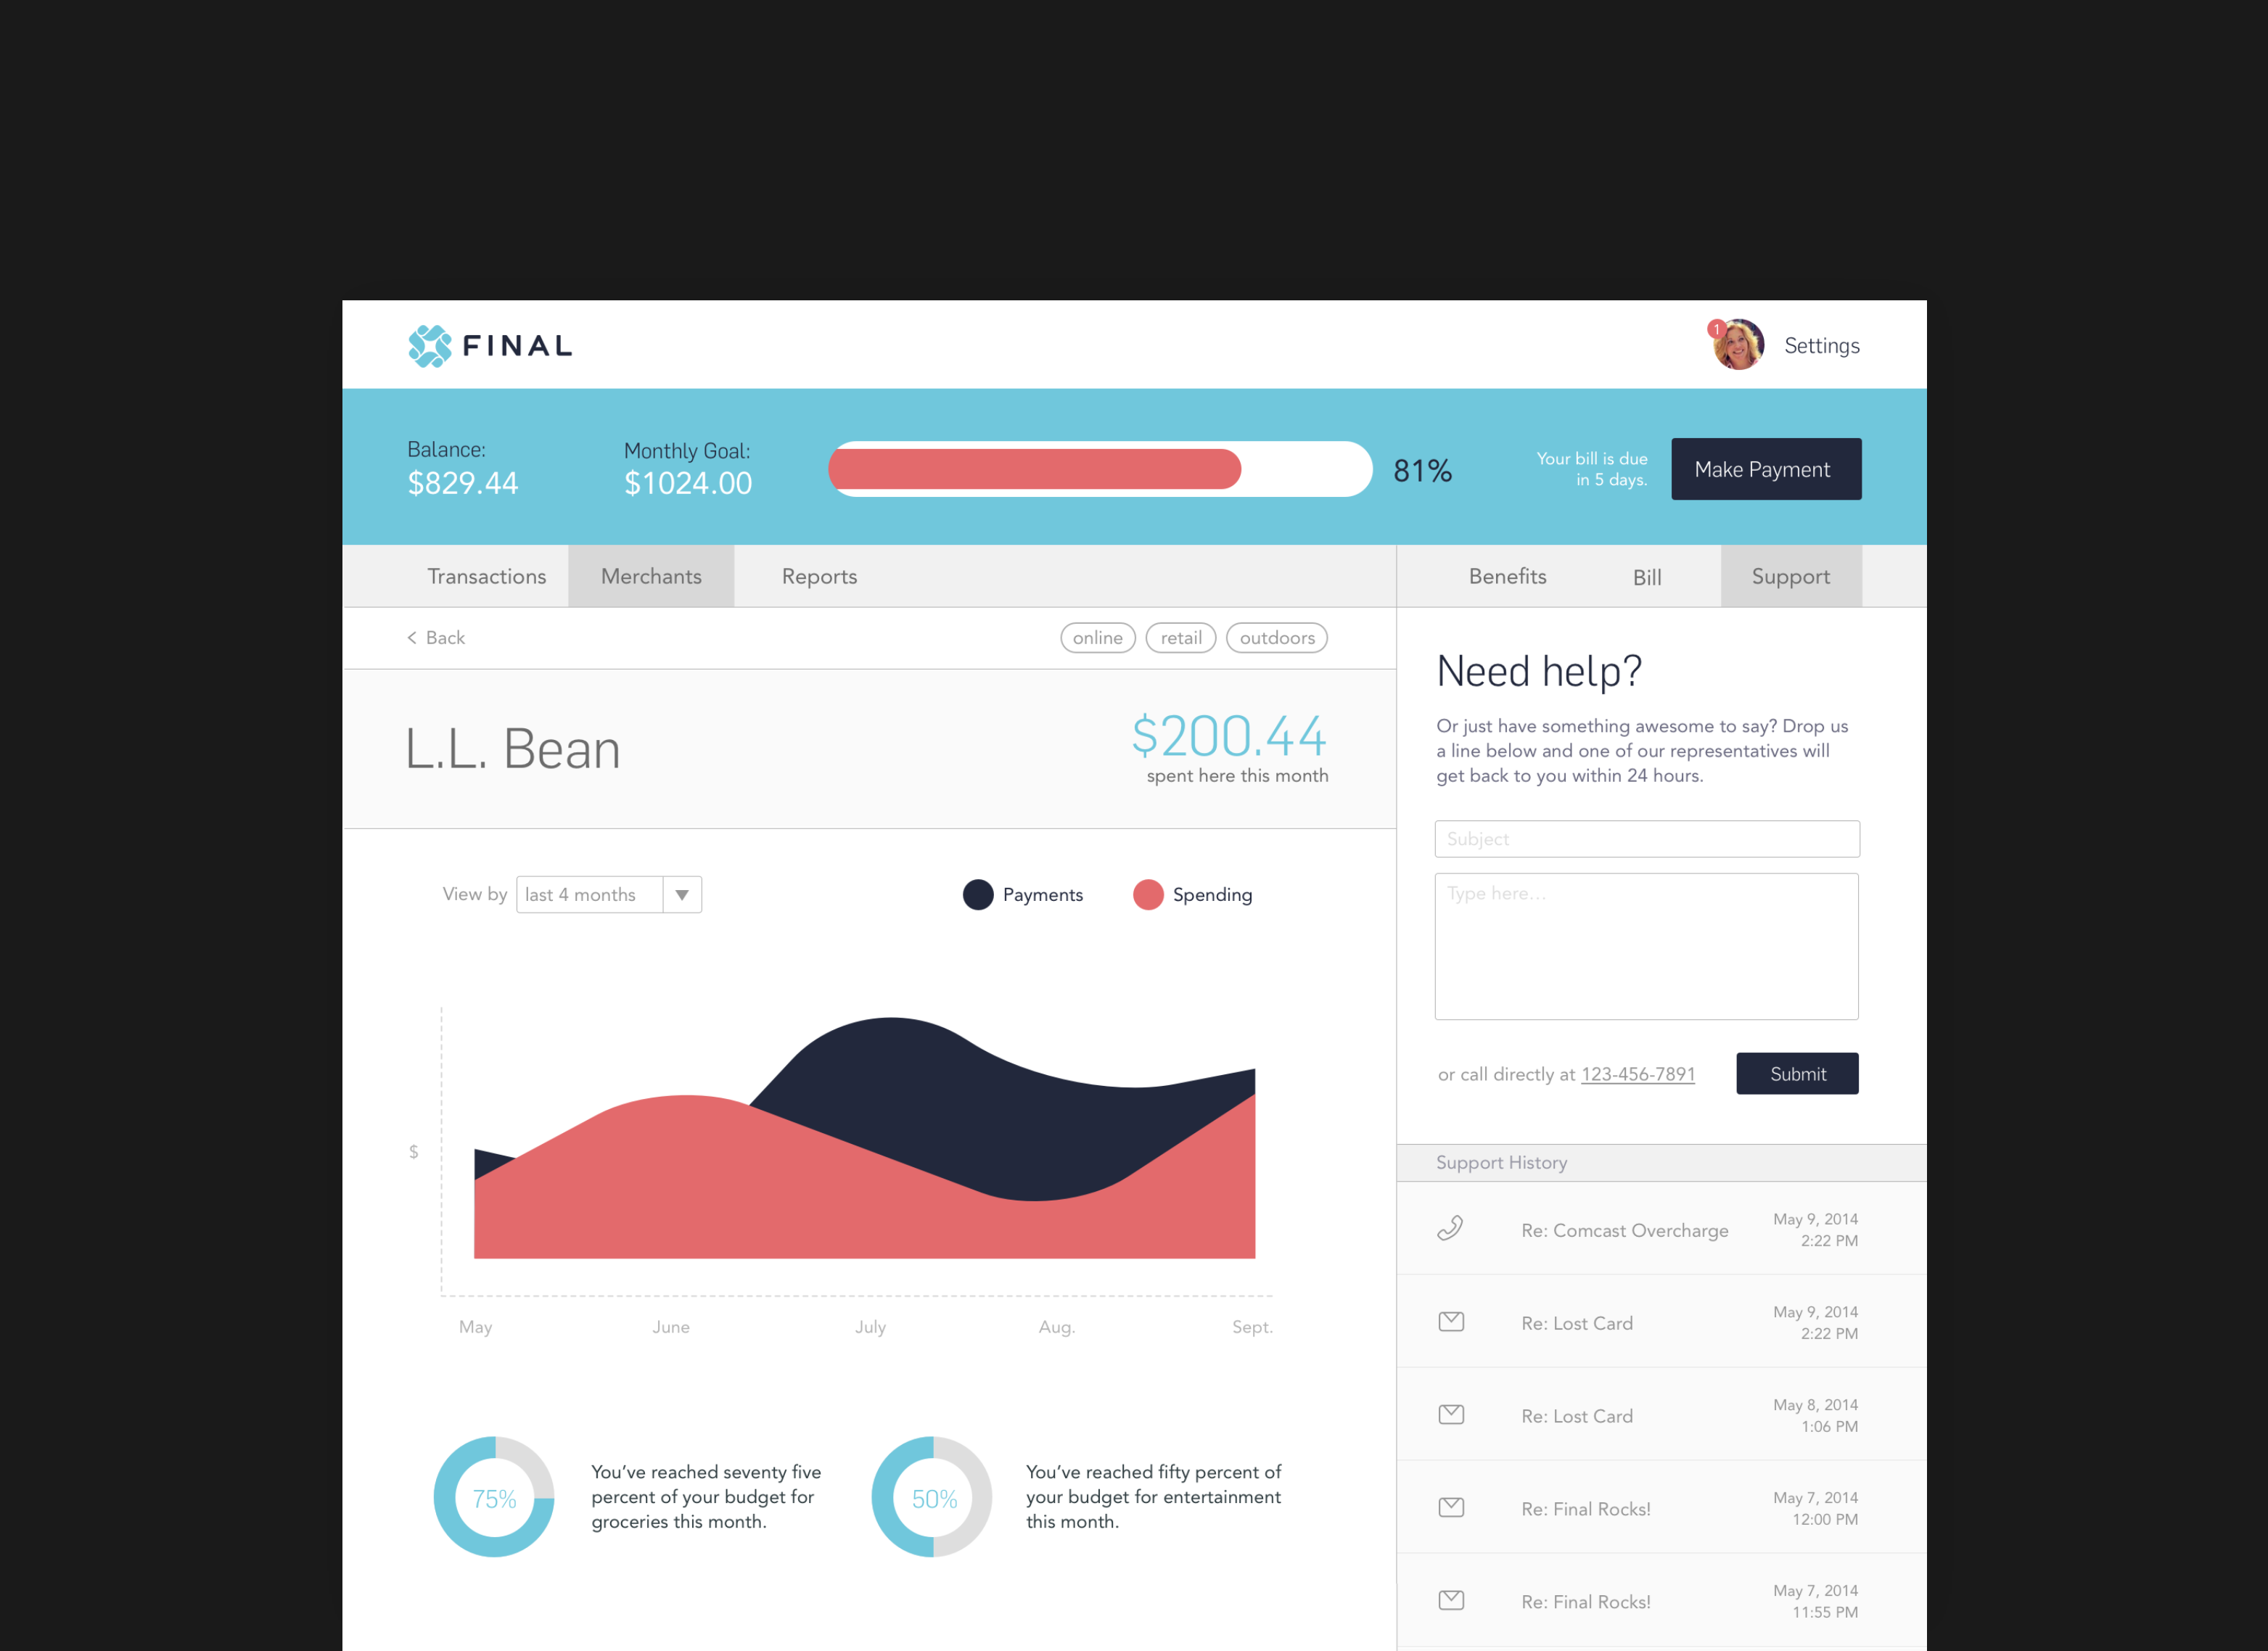 FINAL
1
Settings
Balance:
$829.44
Monthly Goal:
$1024.00
81%
Your bill is due
in 5 days.
Make Payment
Transactions
Merchants
Reports
Benefits
Bill
Support
< Back
online
retail
outdoors
L.L. Bean
$200.44
spent here this month
View by
last 4 months
Payments
Spending
$
May
June
July
Aug.
Sept.
75%
You've reached seventy five
percent of your budget for
groceries this month.
50%
You've reached fifty percent of
your budget for entertainment
this month.
Need help?
Or just have something awesome to say? Drop us
a line below and one of our representatives will
get back to you within 24 hours.
Subject
Type here...
or call directly at 123-456-7891
Submit
Support History
Re: Comcast Overcharge
May 9, 2014
2:22 PM
Re: Lost Card
May 9, 2014
2:22 PM
Re: Lost Card
May 8, 2014
1:06 PM
Re: Final Rocks!
May 7, 2014
12:00 PM
Re: Final Rocks!
May 7, 2014
11:55 PM